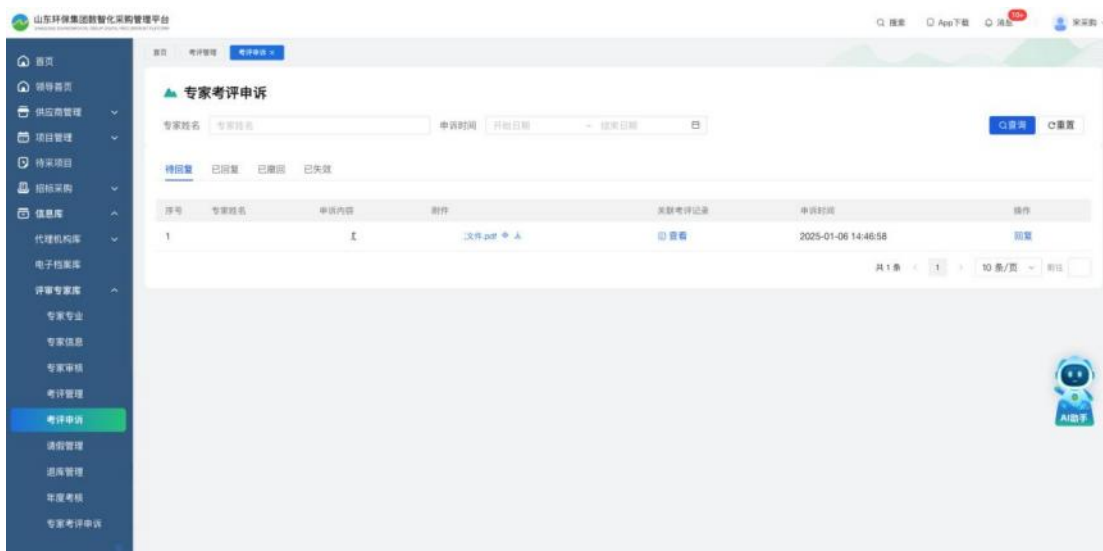 山东环保集团数智化采购管理平台
搜索 App下载 消息 10+ 宋采购
首页 考评管理 考评申诉 ×
首页
领导首页
供应商管理
项目管理
待采项目
招标采购
信息库
代理机构库
电子档案库
评审专家库
专家专业
专家信息
专家审核
考评管理
考评申诉
请假管理
退库管理
年度考核
专家考评申诉
专家考评申诉
专家姓名 专家姓名 申诉时间 开始日期 ~ 结束日期 查询 重置
待回复 已回复 已撤回 已失效
序号 专家姓名 申诉内容 附件 关联考评记录 申诉时间 操作
1 文件.pdf 查看 2025-01-06 14:46:58 回复
共 1 条 1 10 条/页 前往
AI助手